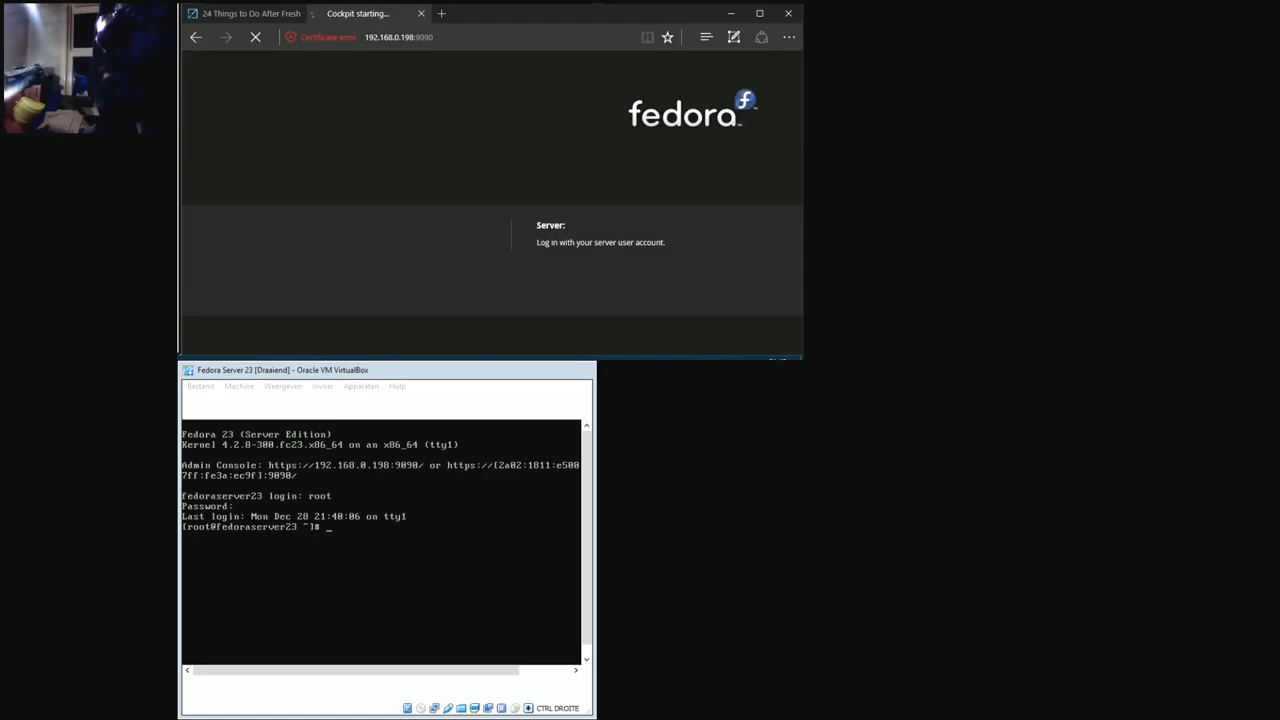 24 Things to Do After Fresh
Cockpit starting...
Certificate error 192.168.0.198:9090
fedora
Server:
Log in with your server user account.
Fedora Server 23 [Draaiend] - Oracle VM VirtualBox
Bestand Machine Weergeven Invoer Apparaten Hulp
Fedora 23 (Server Edition)
Kernel 4.2.8-300.fc23.x86_64 on an x86_64 (tty1)
Admin Console: https://192.168.0.198:9090/ or https://[2a02:1811:e500
7ff:fe3a:ec9f]:9090/
fedoraserver23 login: root
Password:
Last login: Mon Dec 28 21:40:06 on tty1
[root@fedoraserver23 ~]# _
CTRL DROITE